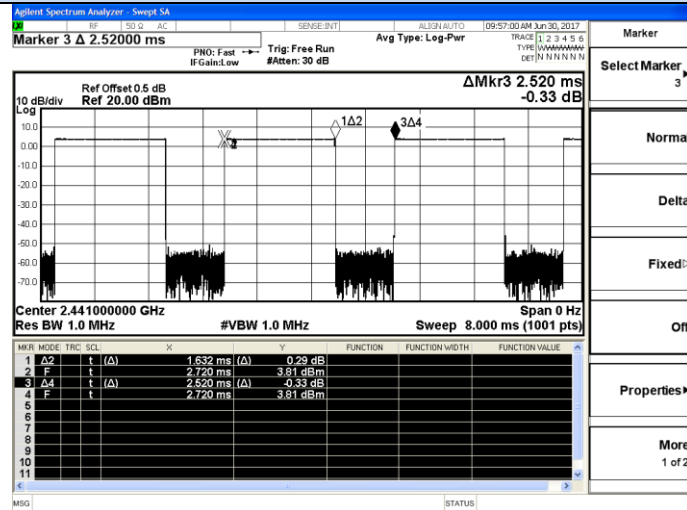 Agilent Spectrum Analyzer - Swept SA
LXI RF 50 Ω AC SENSE:INT ALIGN AUTO 09:57:00 AM Jun 30, 2017
Marker 3 Δ 2.52000 ms
PNO: Fast
IFGain:Low
Trig: Free Run
#Atten: 30 dB
Avg Type: Log-Pwr
TRACE 1 2 3 4 5 6
TYPE WWWWWW
DET N N N N N N
Ref Offset 0.5 dB
10 dB/div Ref 20.00 dBm
Log
ΔMkr3 2.520 ms
-0.33 dB
10.0
0.00
-10.0
-20.0
-30.0
-40.0
-50.0
-60.0
-70.0
1Δ2
3Δ4
Center 2.441000000 GHz
Span 0 Hz
Res BW 1.0 MHz #VBW 1.0 MHz Sweep 8.000 ms (1001 pts)
MKR MODE TRC SCL X Y FUNCTION FUNCTION WIDTH FUNCTION VALUE
1 Δ2 t (Δ) 1.632 ms (Δ) 0.29 dB
2 F t 2.720 ms 3.81 dBm
3 Δ4 t (Δ) 2.520 ms (Δ) -0.33 dB
4 F t 2.720 ms 3.81 dBm
5
6
7
8
9
10
11
MSG STATUS
Marker
Select Marker
3
Norma
Delta
Fixed
Off
Properties
More
1 of 2